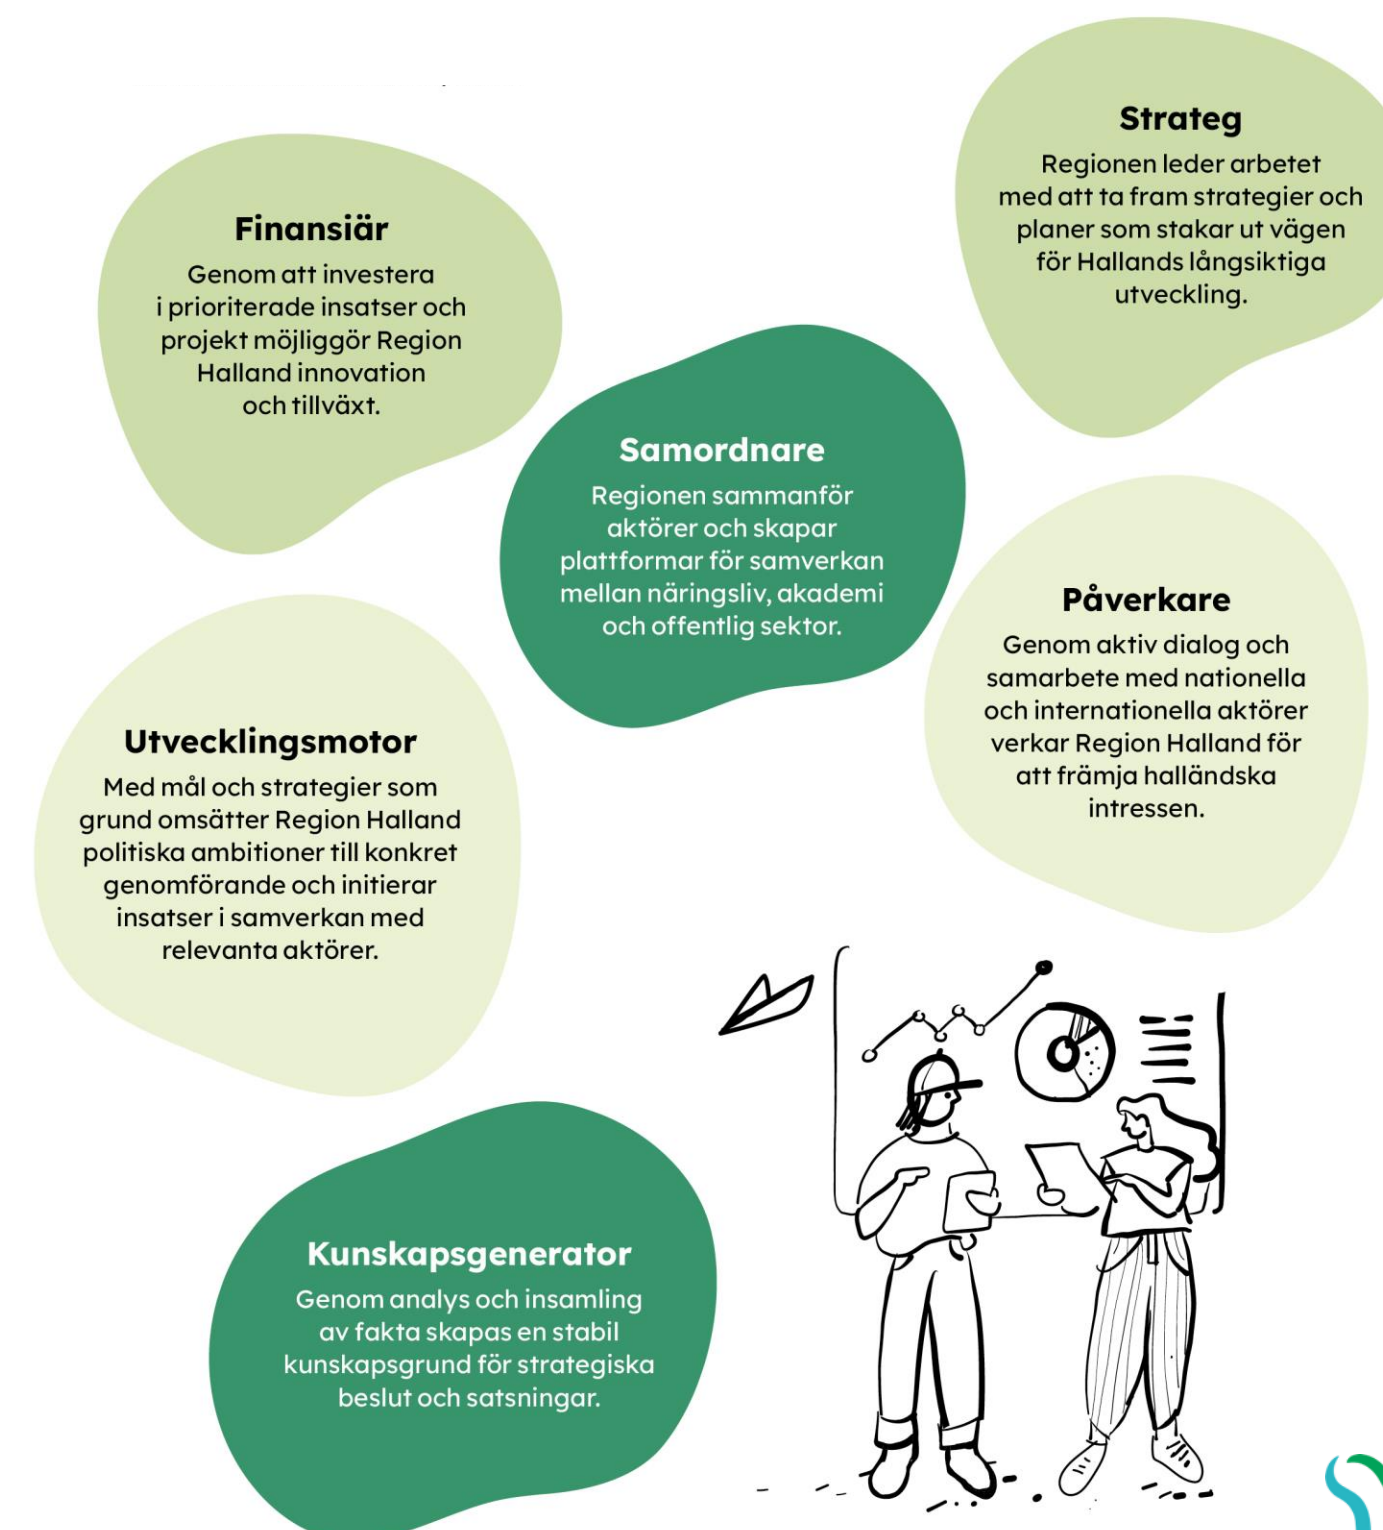 Finansiär
Genom att investera
i prioriterade insatser och
projekt möjliggör Region
Halland innovation
och tillväxt.
Strateg
Regionen leder arbetet
med att ta fram strategier och
planer som stakar ut vägen
för Hallands långsiktiga
utveckling.
Samordnare
Regionen sammanför
aktörer och skapar
plattformar för samverkan
mellan näringsliv, akademi
och offentlig sektor.
Påverkare
Genom aktiv dialog och
samarbete med nationella
och internationella aktörer
verkar Region Halland för
att främja halländska
intressen.
Utvecklingsmotor
Med mål och strategier som
grund omsätter Region Halland
politiska ambitioner till konkret
genomförande och initierar
insatser i samverkan med
relevanta aktörer.
Kunskapsgenerator
Genom analys och insamling
av fakta skapas en stabil
kunskapsgrund för strategiska
beslut och satsningar.